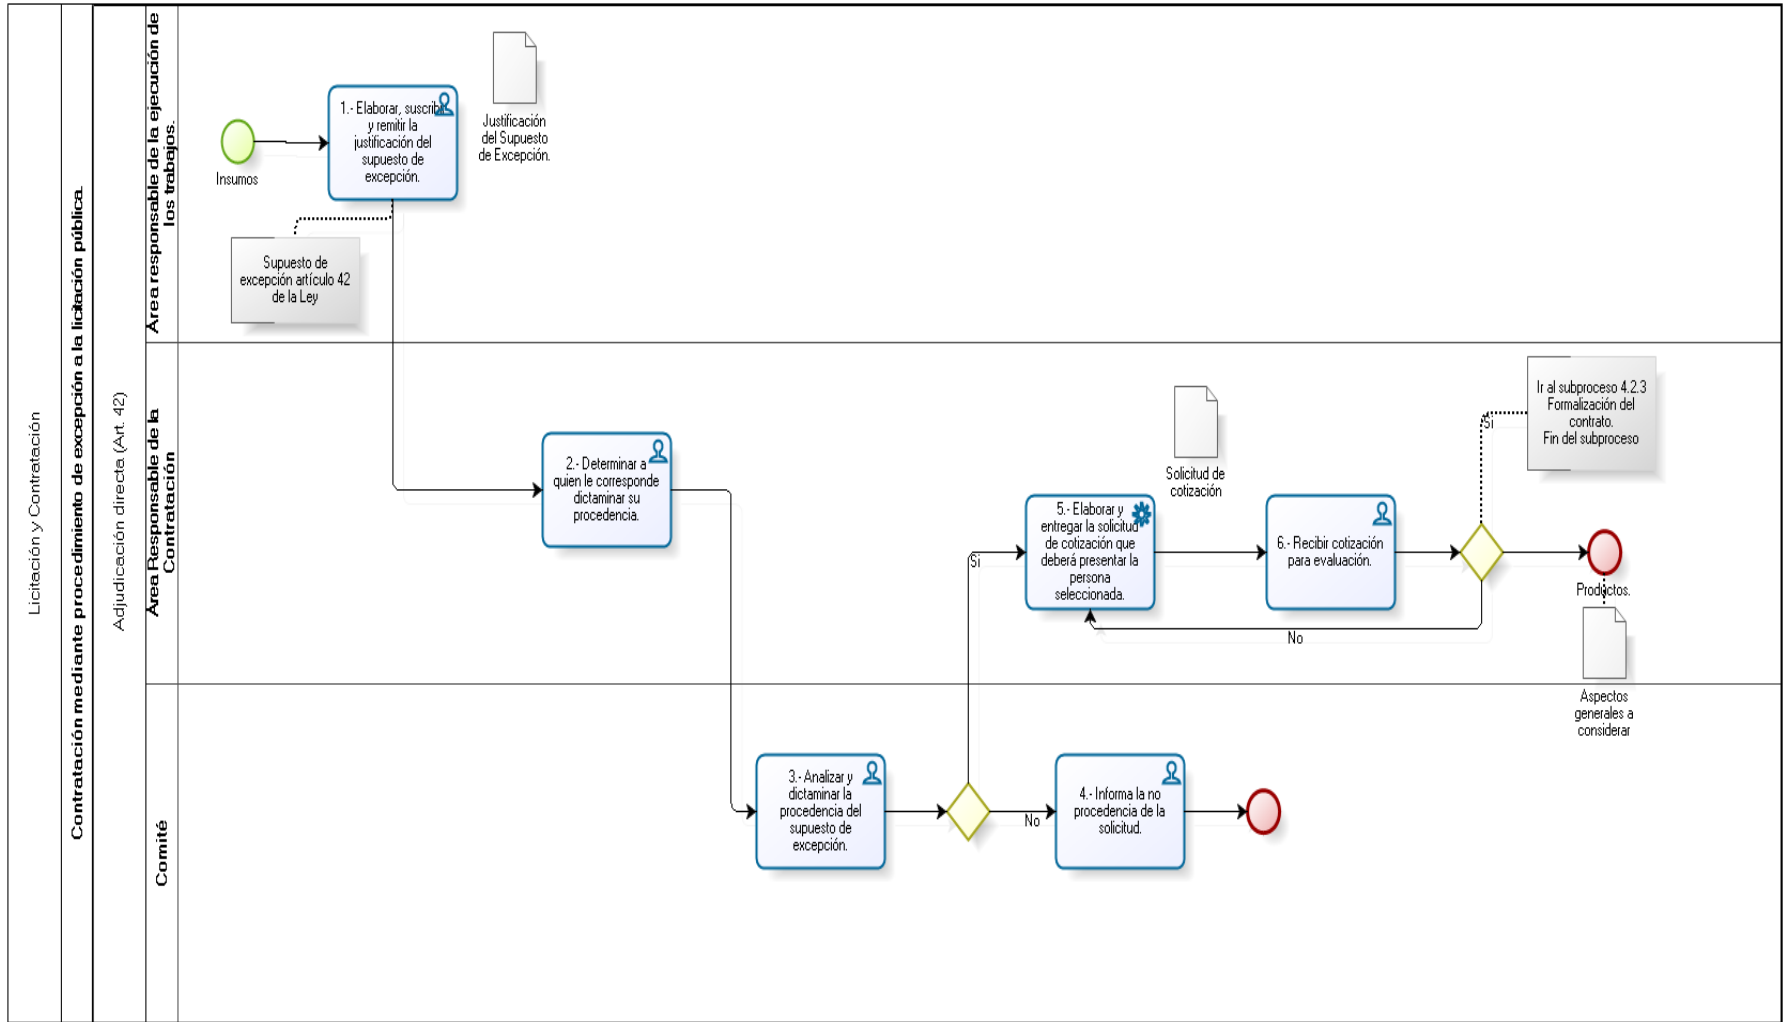 Licitación y Contratación
Contratación mediante procedimiento de excepción a la licitación pública.
Adjudicación directa (Art. 42)
Área responsable de la ejecución de
los trabajos.
Insumos
1.- Elaborar, suscribir
y remitir la
justificación del
supuesto de
excepción.
Justificación
del Supuesto
de Excepción.
Supuesto de
excepción artículo 42
de la Ley
Área Responsable de la
Contratación
2.- Determinar a
quien le corresponde
dictaminar su
procedencia.
Solicitud de
cotización
5.- Elaborar y
entregar la solicitud
de cotización que
deberá presentar la
persona
seleccionada.
6.- Recibir cotización
para evaluación.
Si
Si
No
Ir al subproceso 4.2.3
Formalización del
contrato.
Fin del subproceso
Productos.
Aspectos
generales a
considerar
Comité
3.- Analizar y
dictaminar la
procedencia del
supuesto de
excepción.
No
4.- Informa la no
procedencia de la
solicitud.